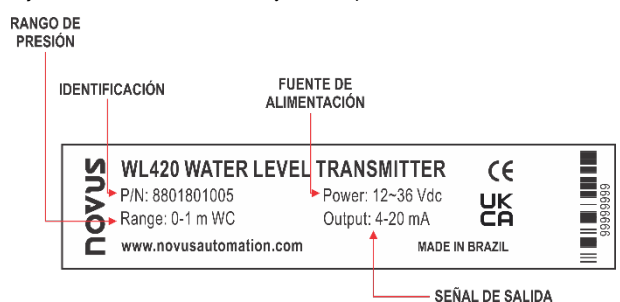 RANGO DE
PRESIÓN
IDENTIFICACIÓN
FUENTE DE
ALIMENTACIÓN
novus
WL420 WATER LEVEL TRANSMITTER
P/N: 8801801005
Power: 12~36 Vdc
Range: 0-1 m WC
Output: 4-20 mA
www.novusautomation.com
MADE IN BRAZIL
CE
UK
CA
99999999
SEÑAL DE SALIDA